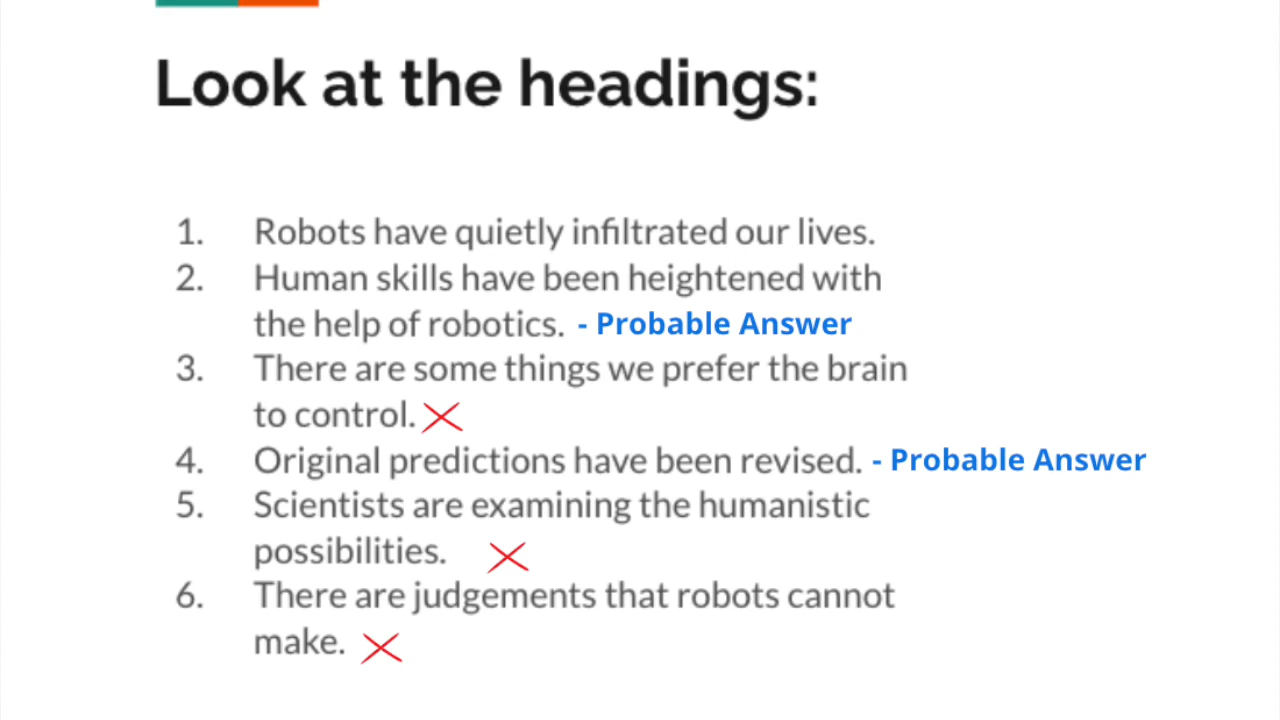 Look at the headings:
1. Robots have quietly infiltrated our lives.
2. Human skills have been heightened with
the help of robotics. - Probable Answer
3. There are some things we prefer the brain
to control.
4. Original predictions have been revised. - Probable Answer
5. Scientists are examining the humanistic
possibilities.
6. There are judgements that robots cannot
make.